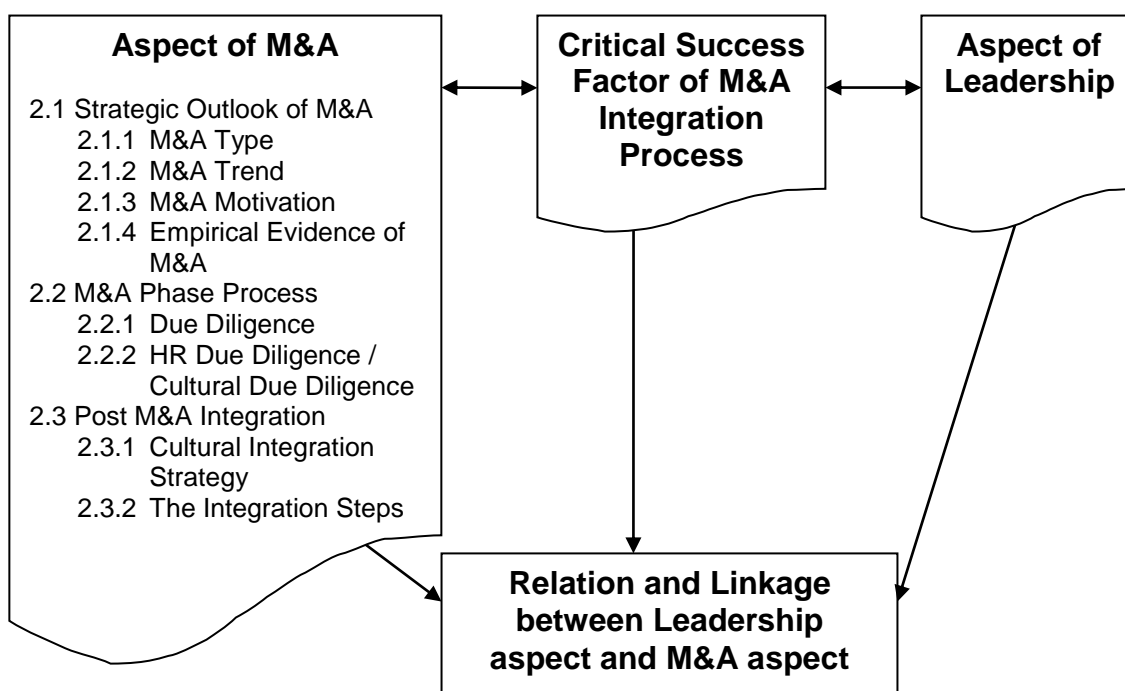 Aspect of M&A
2.1 Strategic Outlook of M&A
2.1.1 M&A Type
2.1.2 M&A Trend
2.1.3 M&A Motivation
2.1.4 Empirical Evidence of
M&A
2.2 M&A Phase Process
2.2.1 Due Diligence
2.2.2 HR Due Diligence /
Cultural Due Diligence
2.3 Post M&A Integration
2.3.1 Cultural Integration
Strategy
2.3.2 The Integration Steps
Critical Success
Factor of M&A
Integration
Process
Aspect of
Leadership
Relation and Linkage
between Leadership
aspect and M&A aspect